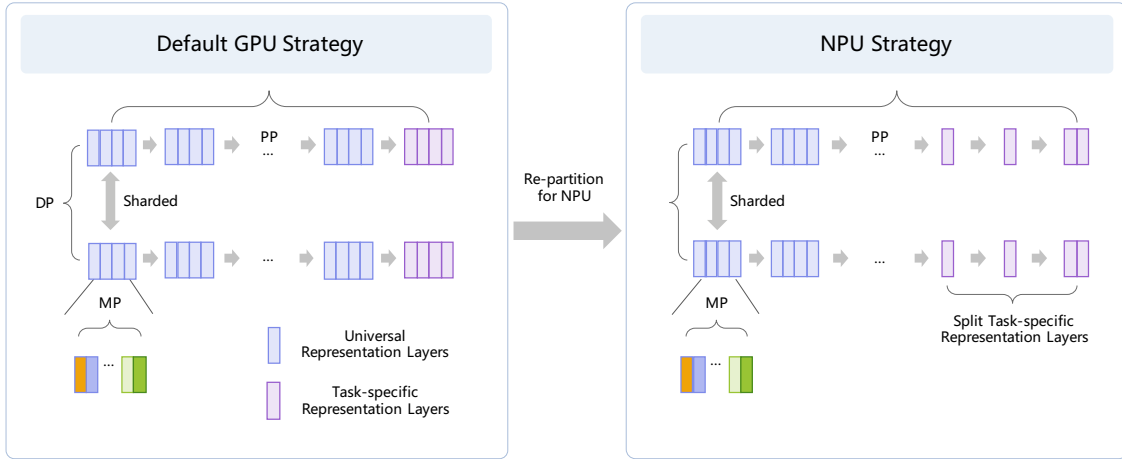 Default GPU Strategy
PP
...
DP
Sharded
...
MP
...
Universal
Representation Layers
Task-specific
Representation Layers
Re-partition
for NPU
NPU Strategy
PP
...
Sharded
...
MP
...
Split Task-specific
Representation Layers